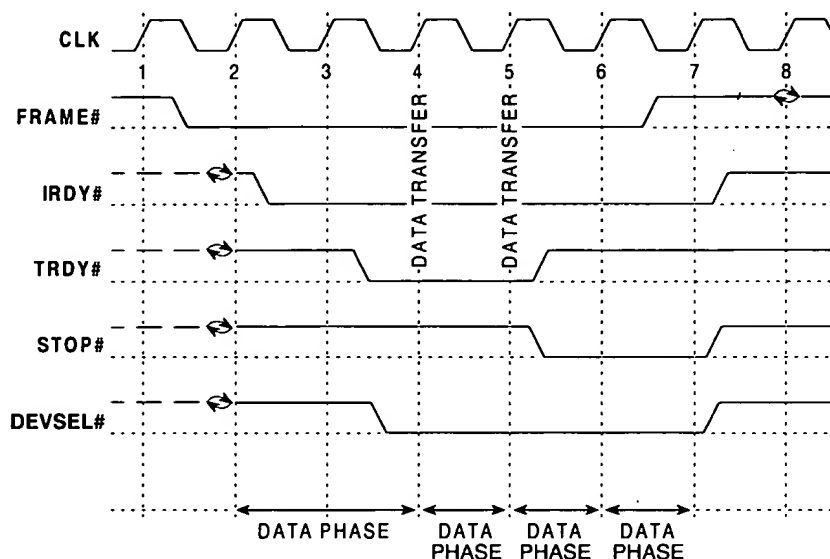 CLK
1 2 3 4 5 6 7 8
FRAME#
IRDY#
TRDY#
STOP#
DEVSEL#
DATA TRANSFER
DATA TRANSFER
DATA PHASE
DATA PHASE
DATA PHASE
DATA PHASE